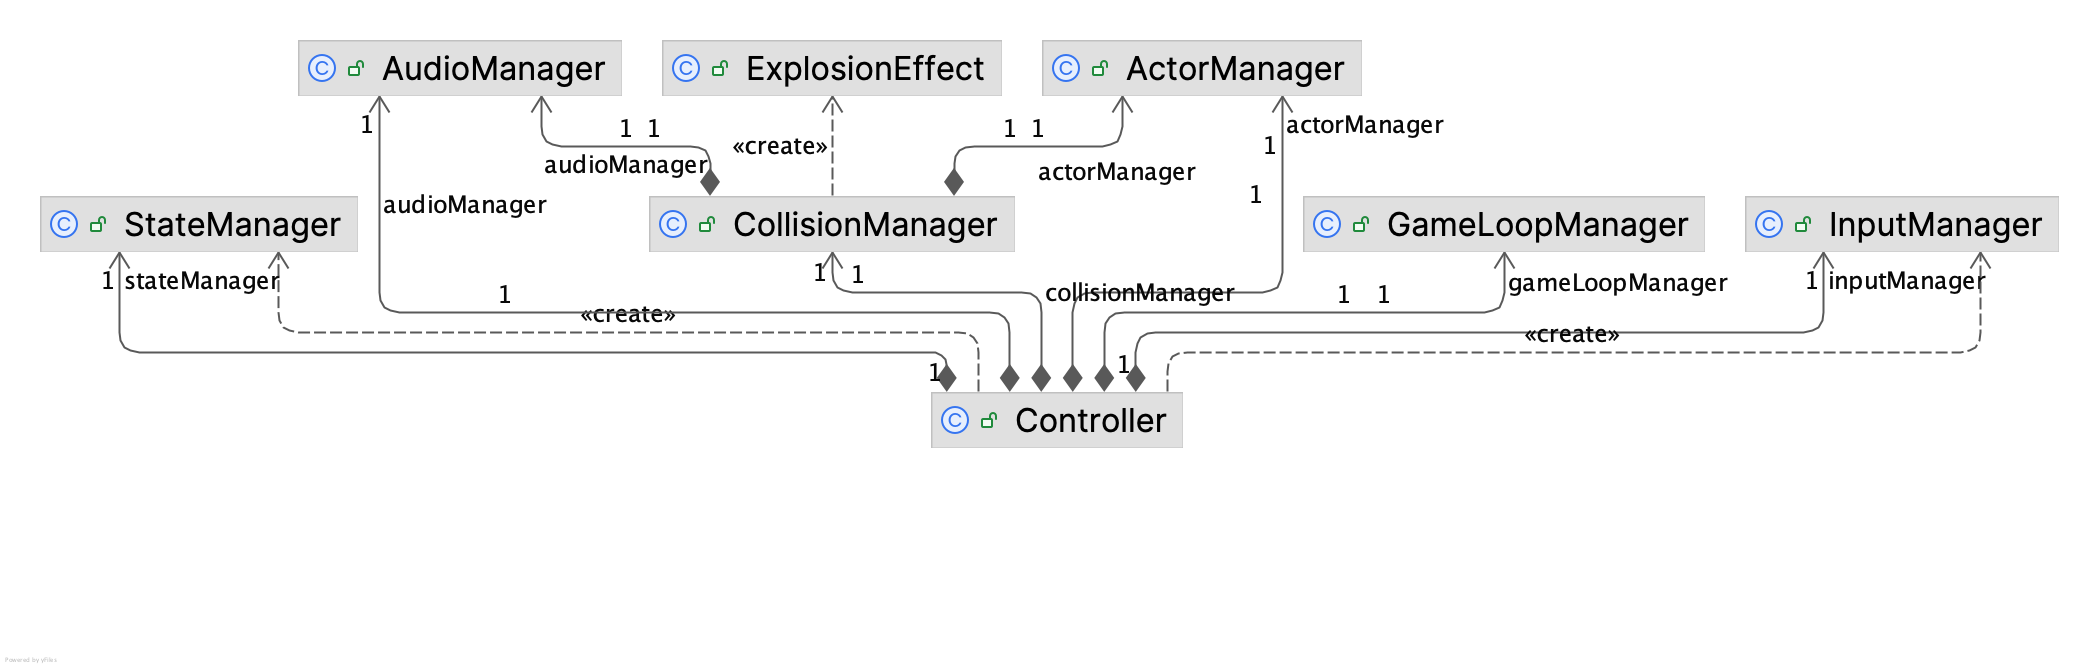 C AudioManager
C ExplosionEffect
C ActorManager
1
1 1
«create»
audioManager
1 1
actorManager
1
actorManager
1
audioManager
C StateManager
C CollisionManager
C GameLoopManager
C InputManager
1 stateManager
1 1
collisionManager
1
«create»
1 1
gameLoopManager
1 inputManager
«create»
1
1
C Controller
Powered by yFiles